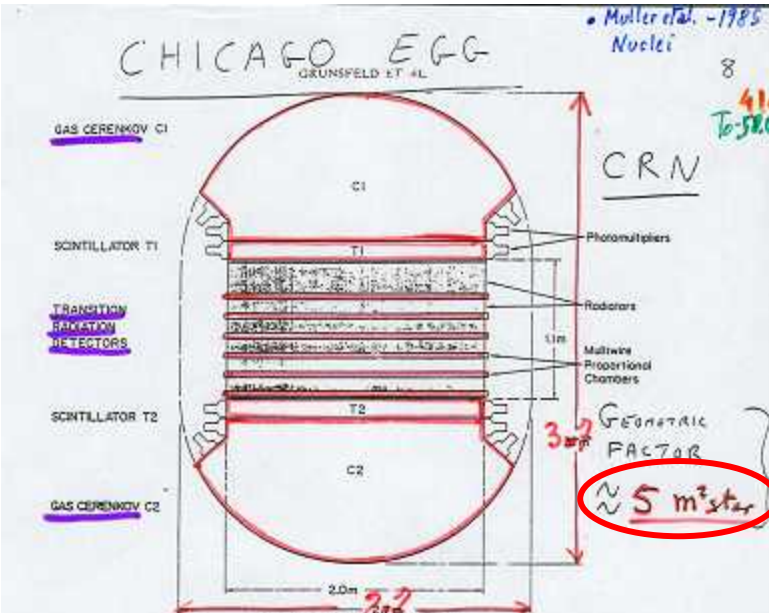 • Muller et al. - 1985
Nuclei
CHICAGO EGG
GRUNSFELD ET AL
8
CRN
GAS CERENKOV C1
C1
Photomultipliers
SCINTILLATOR T1
T1
TRANSITION
RADIATION
DETECTORS
Radiators
1.1m
Multiwire
Proportional
Chambers
SCINTILLATOR T2
T2
GEOMETRIC
FACTOR
≈ 5 m²ster
C2
GAS CERENKOV C2
2.0m